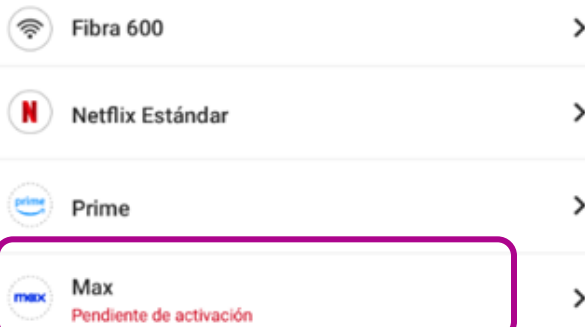 Fibra 600
N
Netflix Estándar
prime
Prime
max
Max
Pendiente de activación